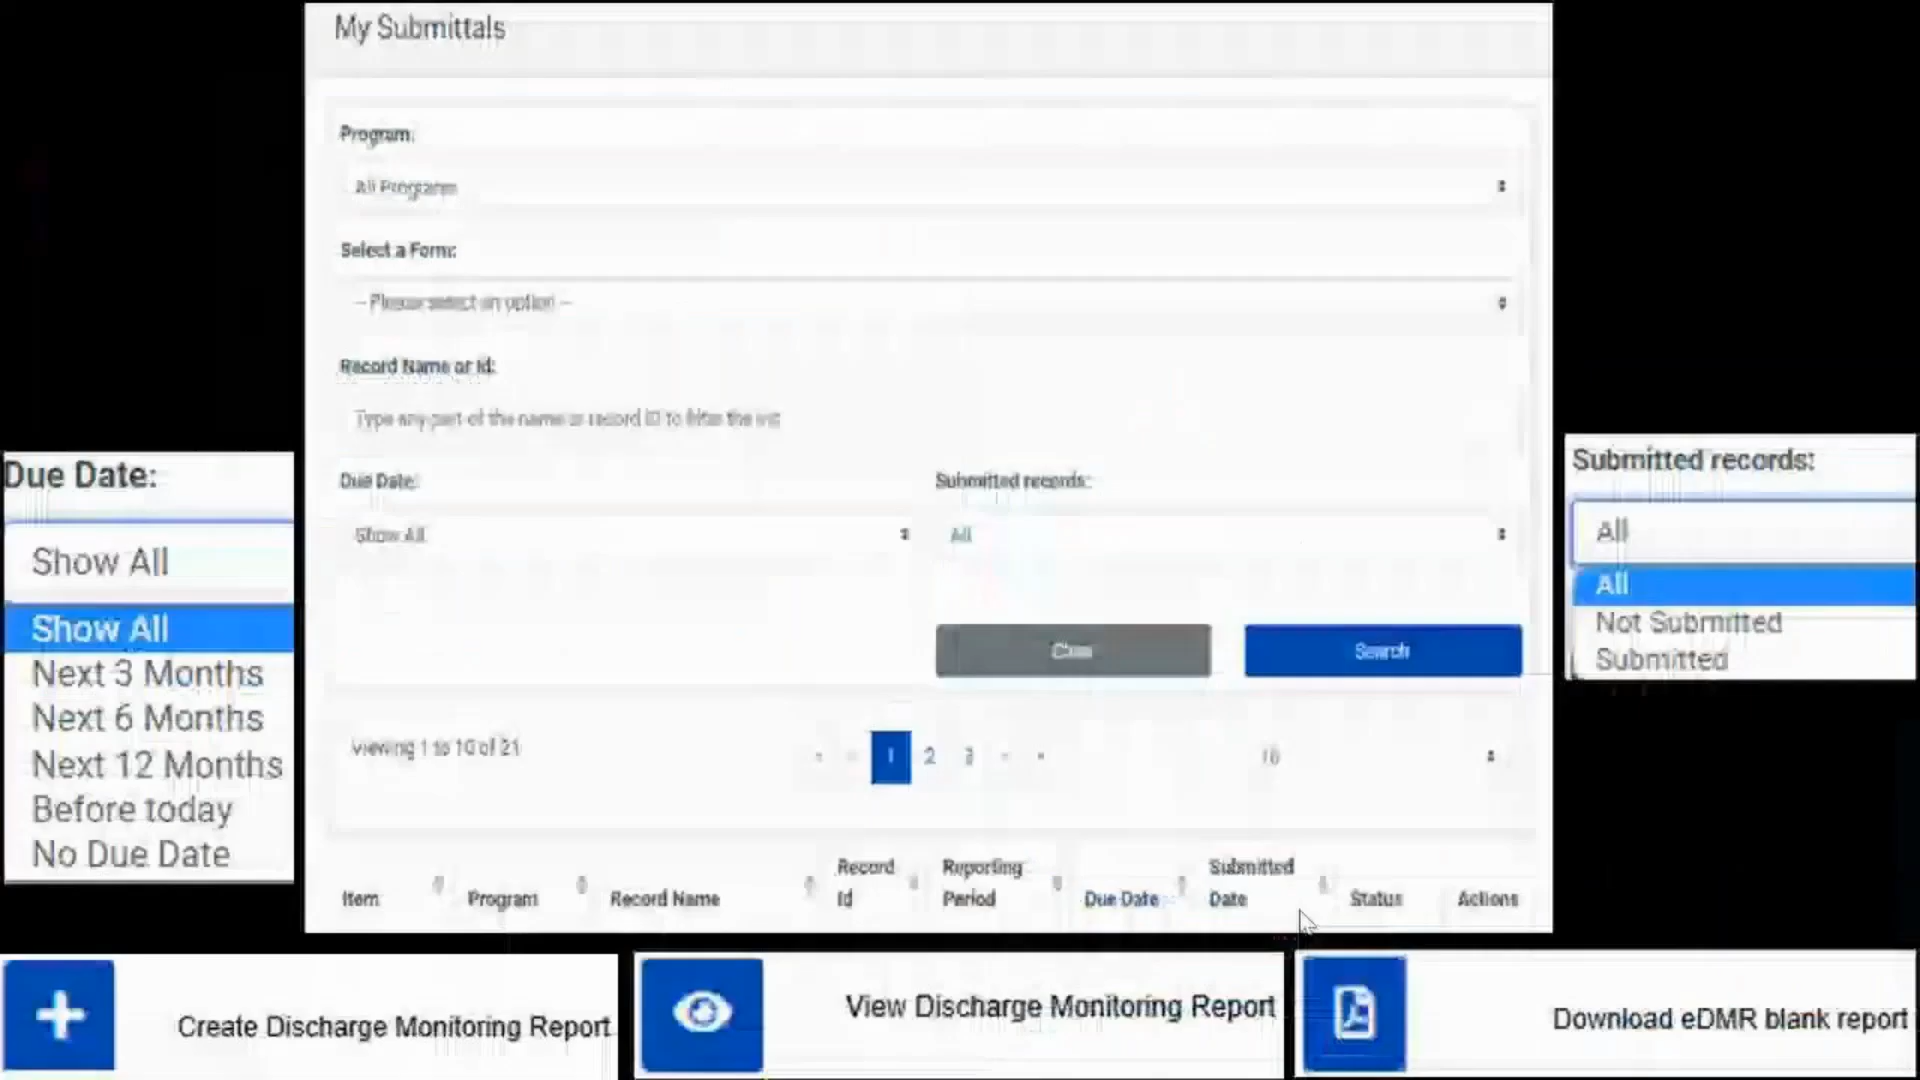 My Submittals
Program:
All Programs
Select a Form:
-- Please select an option --
Record Name or Id:
Type any part of the name or record ID to filter the list
Due Date:
Submitted records:
Show All
All
Clear
Search
Viewing 1 to 10 of 21
1 2 3
10
Item
Program
Record Name
Record Id
Reporting Period
Due Date
Submitted Date
Status
Actions
Due Date:
Show All
Show All
Next 3 Months
Next 6 Months
Next 12 Months
Before today
No Due Date
Submitted records:
All
All
Not Submitted
Submitted
Create Discharge Monitoring Report
View Discharge Monitoring Report
Download eDMR blank report